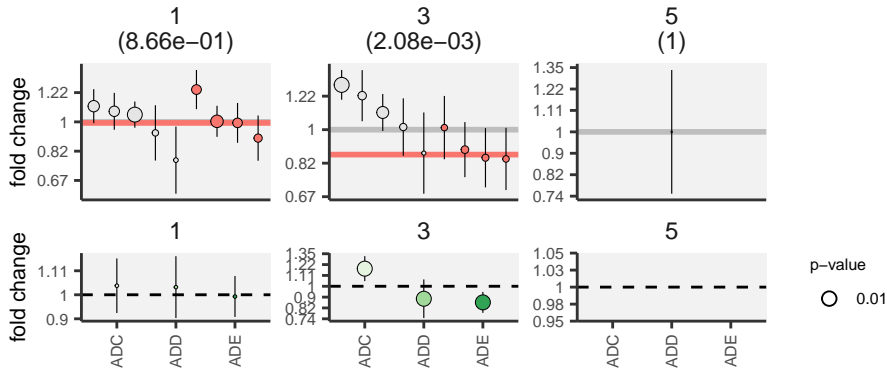 1
(8.66e−01)
3
(2.08e−03)
5
(1)
fold change
1.22
1
0.82
0.67
1.22
1
0.82
0.67
1.35
1.22
1.11
1
0.9
0.82
0.74
1
3
5
fold change
1.11
1
0.9
1.35
1.22
1.11
1
0.9
0.82
0.74
1.05
1.03
1
0.98
0.95
ADC
ADD
ADE
ADC
ADD
ADE
ADC
ADD
ADE
p−value
0.01